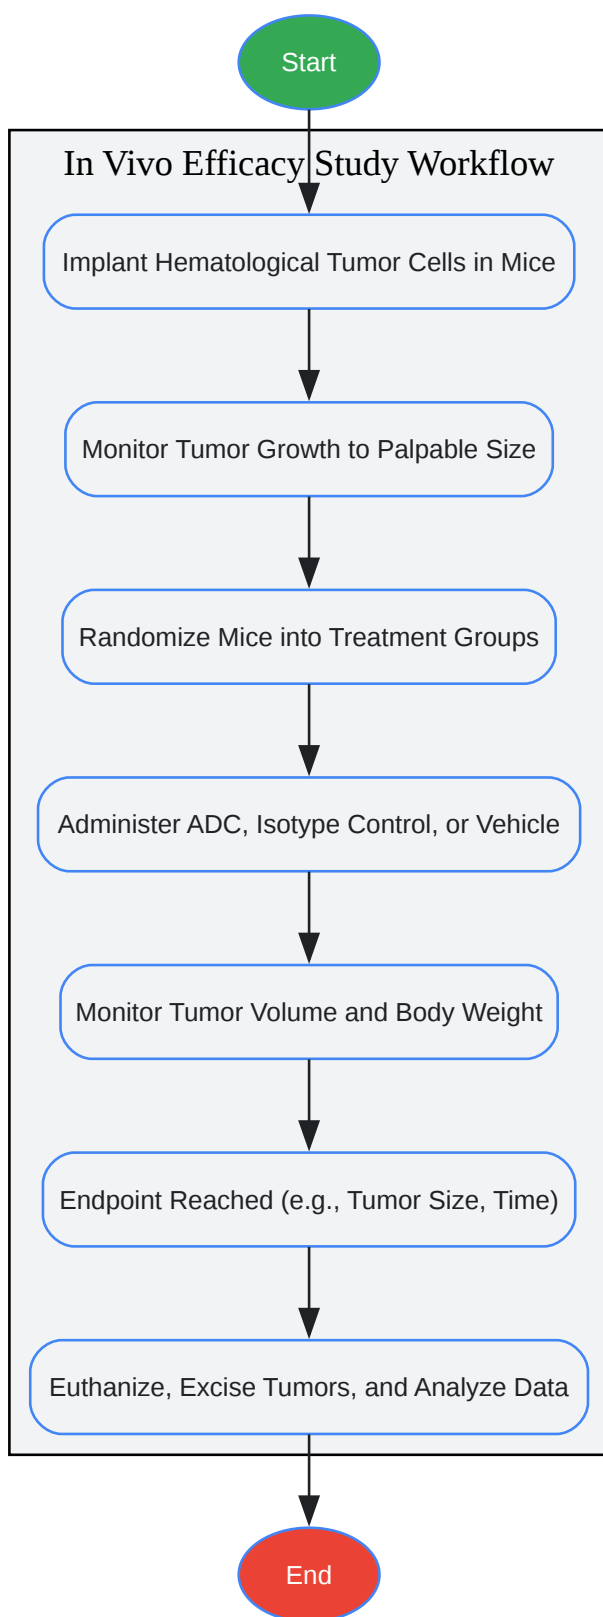 Start
In Vivo Efficacy Study Workflow
Implant Hematological Tumor Cells in Mice
Monitor Tumor Growth to Palpable Size
Randomize Mice into Treatment Groups
Administer ADC, Isotype Control, or Vehicle
Monitor Tumor Volume and Body Weight
Endpoint Reached (e.g., Tumor Size, Time)
Euthanize, Excise Tumors, and Analyze Data
End